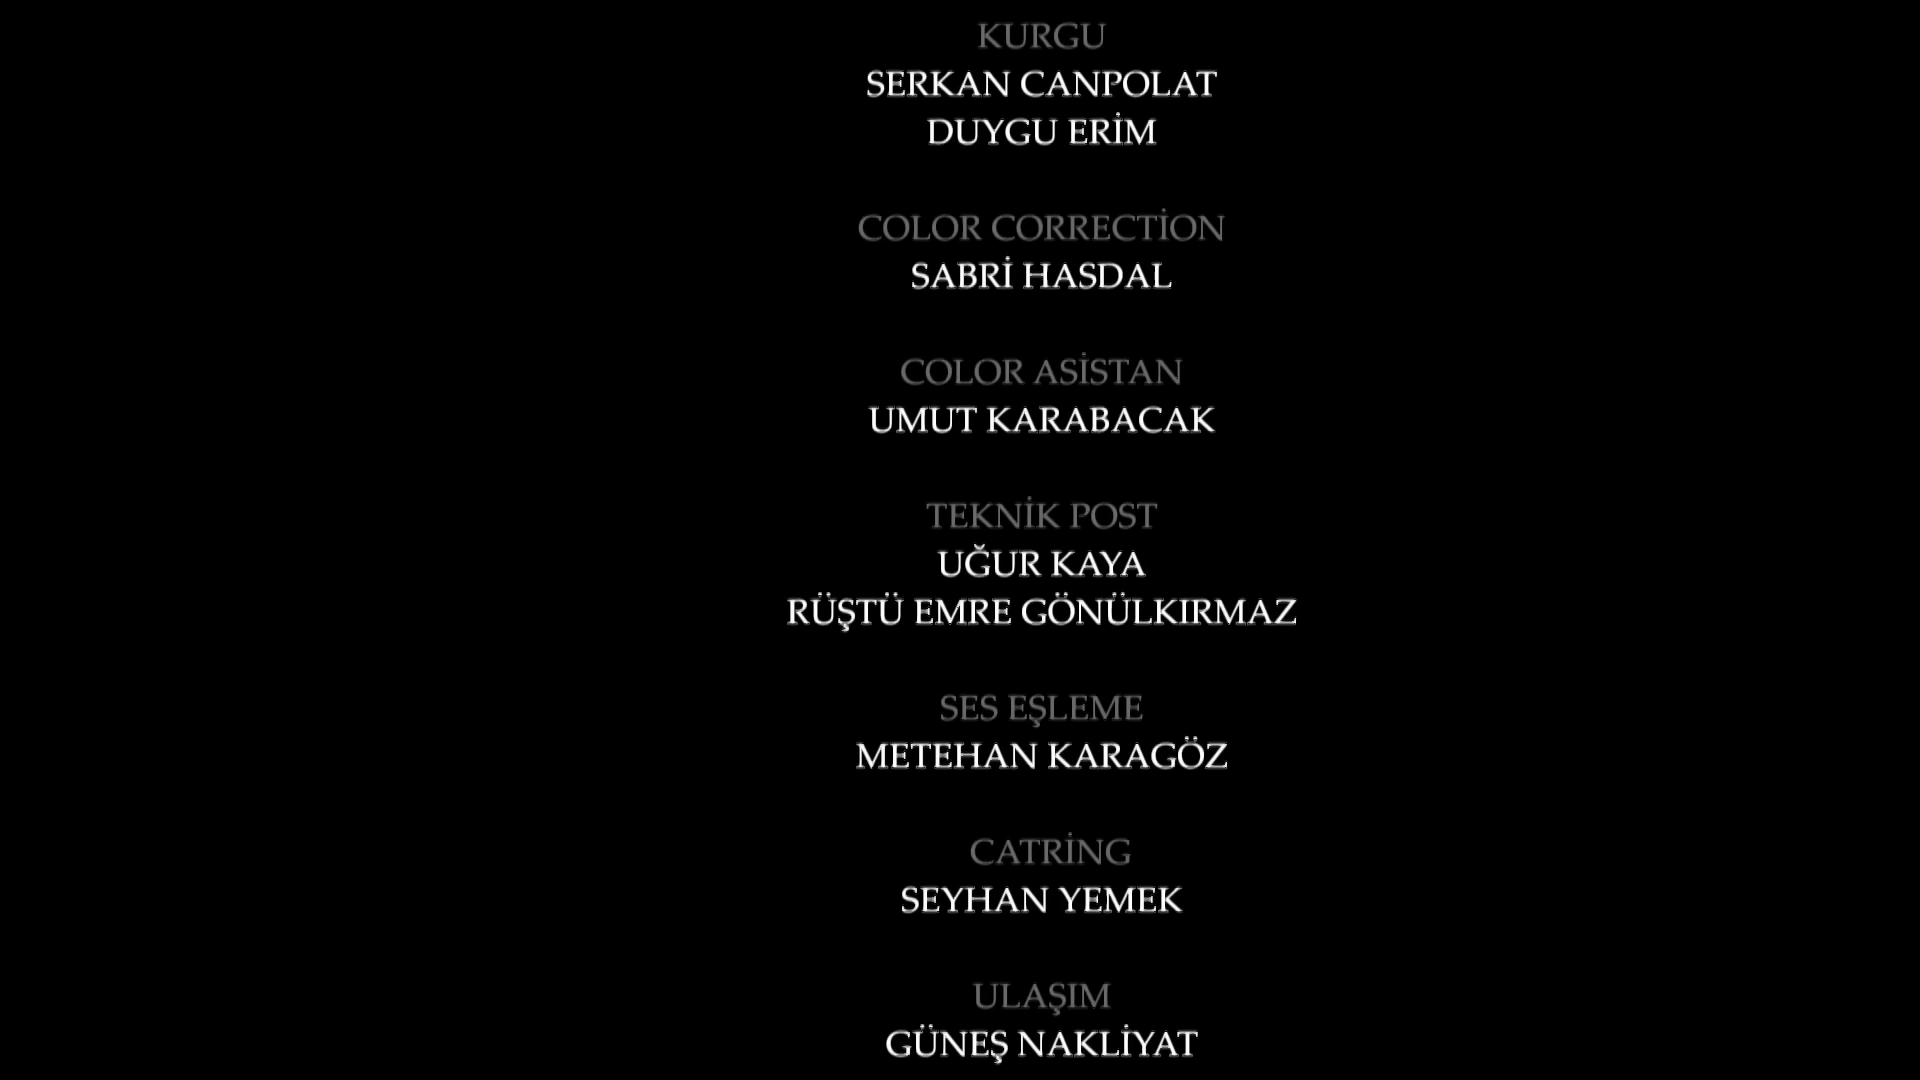 KURGU
SERKAN CANPOLAT
DUYGU ERİM
COLOR CORRECTİON
SABRİ HASDAL
COLOR ASİSTAN
UMUT KARABACAK
TEKNİK POST
UĞUR KAYA
RÜŞTÜ EMRE GÖNÜLKIRMAZ
SES EŞLEME
METEHAN KARAGÖZ
CATRİNG
SEYHAN YEMEK
ULAŞIM
GÜNEŞ NAKLİYAT